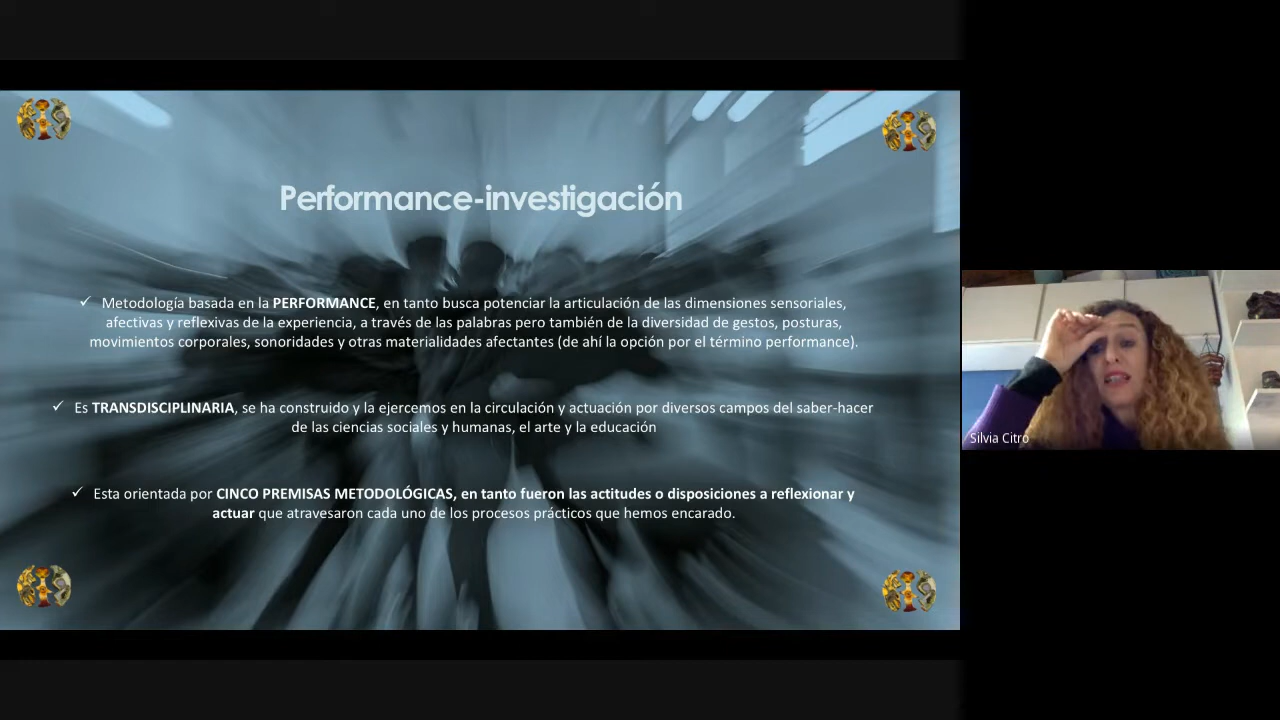 Performance-investigación
✓ Metodología basada en la PERFORMANCE, en tanto busca potenciar la articulación de las dimensiones sensoriales,
afectivas y reflexivas de la experiencia, a través de las palabras pero también de la diversidad de gestos, posturas,
movimientos corporales, sonoridades y otras materialidades afectantes (de ahí la opción por el término performance).
✓ Es TRANSDISCIPLINARIA, se ha construido y la ejercemos en la circulación y actuación por diversos campos del saber-hacer
de las ciencias sociales y humanas, el arte y la educación
✓ Esta orientada por CINCO PREMISAS METODOLÓGICAS, en tanto fueron las actitudes o disposiciones a reflexionar y
actuar que atravesaron cada uno de los procesos prácticos que hemos encarado.
Silvia Citro